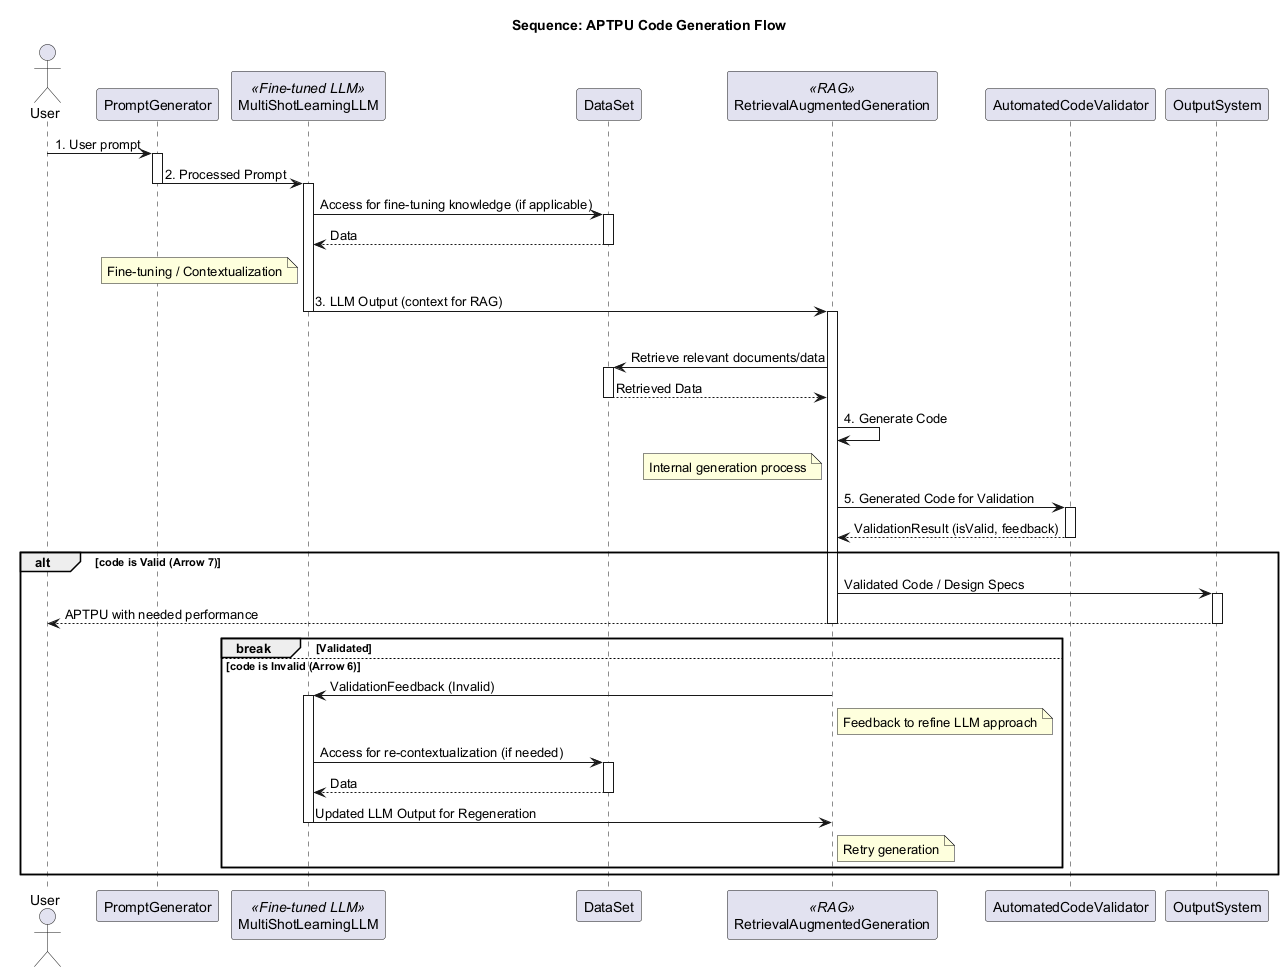 Sequence: APTPU Code Generation Flow
User
PromptGenerator
«Fine-tuned LLM»
MultiShotLearningLLM
DataSet
«RAG»
RetrievalAugmentedGeneration
AutomatedCodeValidator
OutputSystem
1. User prompt
2. Processed Prompt
Access for fine-tuning knowledge (if applicable)
Data
Fine-tuning / Contextualization
3. LLM Output (context for RAG)
Retrieve relevant documents/data
Retrieved Data
4. Generate Code
Internal generation process
5. Generated Code for Validation
ValidationResult (isValid, feedback)
alt [code is Valid (Arrow 7)]
Validated Code / Design Specs
APTPU with needed performance
break [Validated]
[code is Invalid (Arrow 6)]
ValidationFeedback (Invalid)
Feedback to refine LLM approach
Access for re-contextualization (if needed)
Data
Updated LLM Output for Regeneration
Retry generation
User
PromptGenerator
«Fine-tuned LLM»
MultiShotLearningLLM
DataSet
«RAG»
RetrievalAugmentedGeneration
AutomatedCodeValidator
OutputSystem